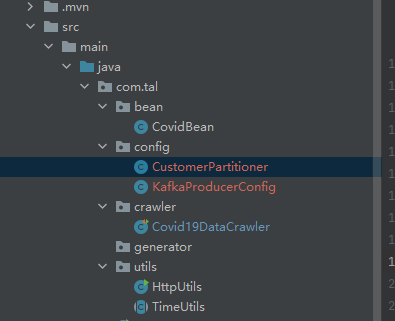 .mvn
src
main
java
com.tal
bean
CovidBean
config
CustomerPartitioner
KafkaProducerConfig
crawler
Covid19DataCrawler
generator
utils
HttpUtils
TimeUtils